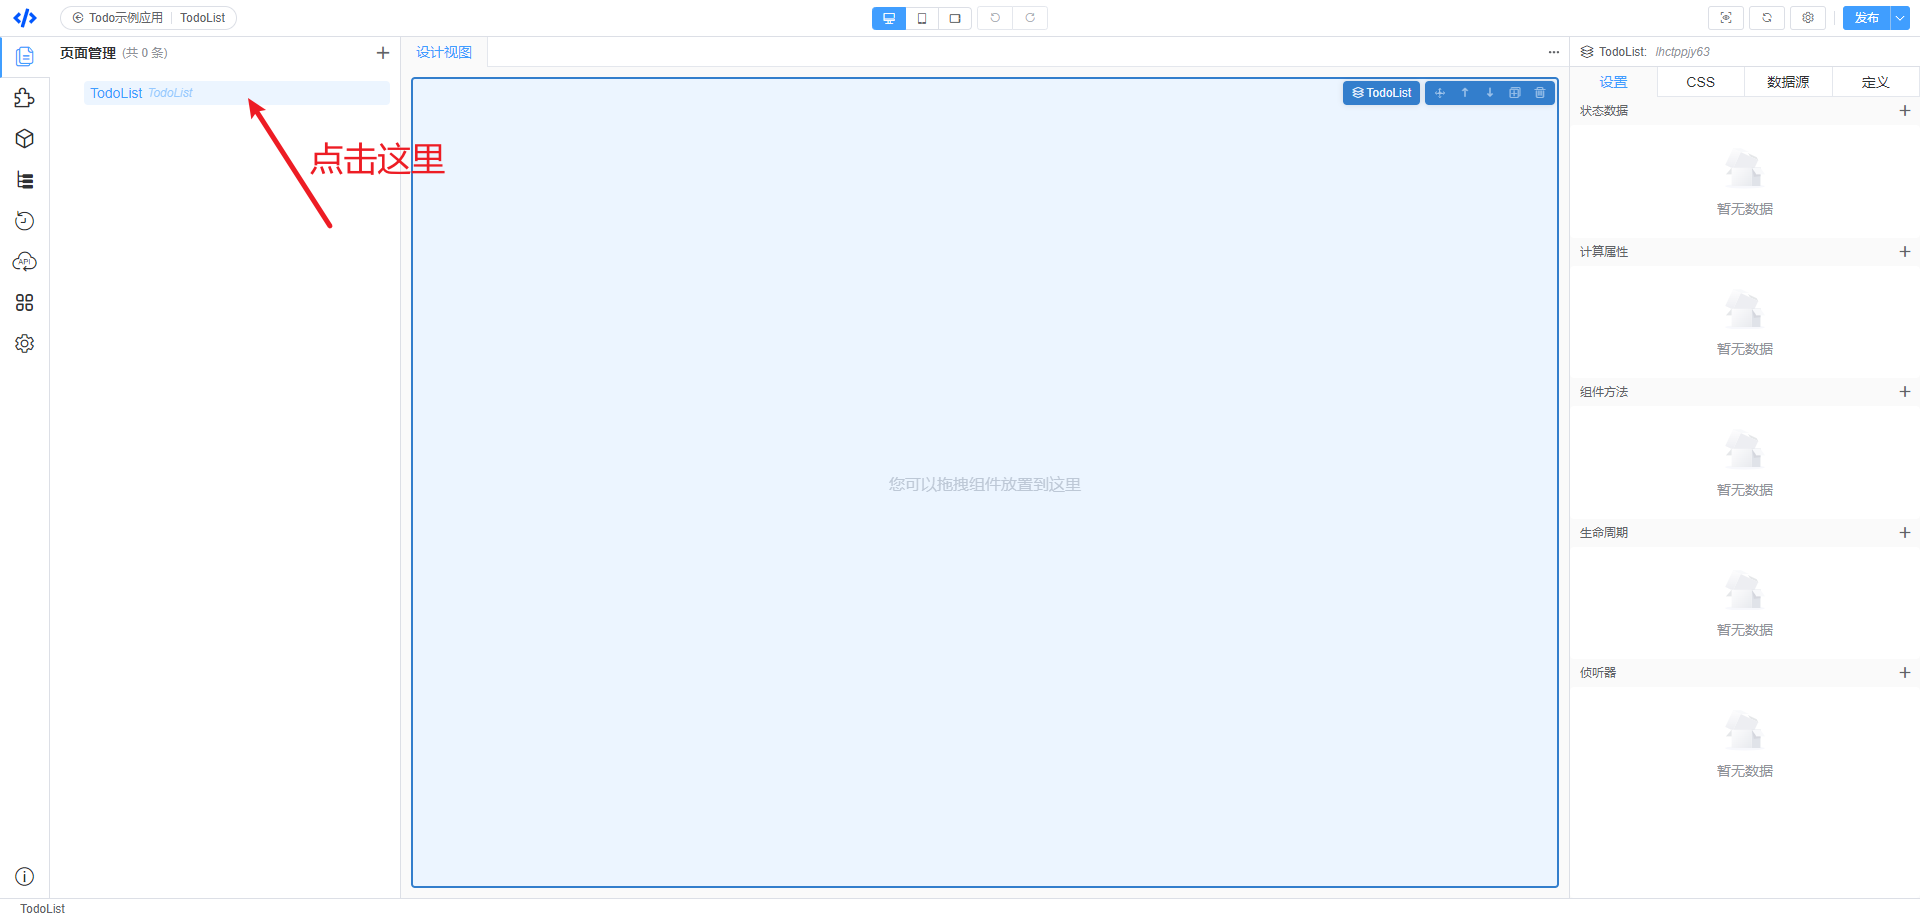 Todo示例应用 TodoList
发布
页面管理 (共 0 条)
TodoList TodoList
点击这里
设计视图
TodoList
您可以拖拽组件放置到这里
TodoList: lhctppjy63
设置 CSS 数据源 定义
状态数据
暂无数据
计算属性
暂无数据
组件方法
暂无数据
生命周期
暂无数据
侦听器
暂无数据
API
TodoList